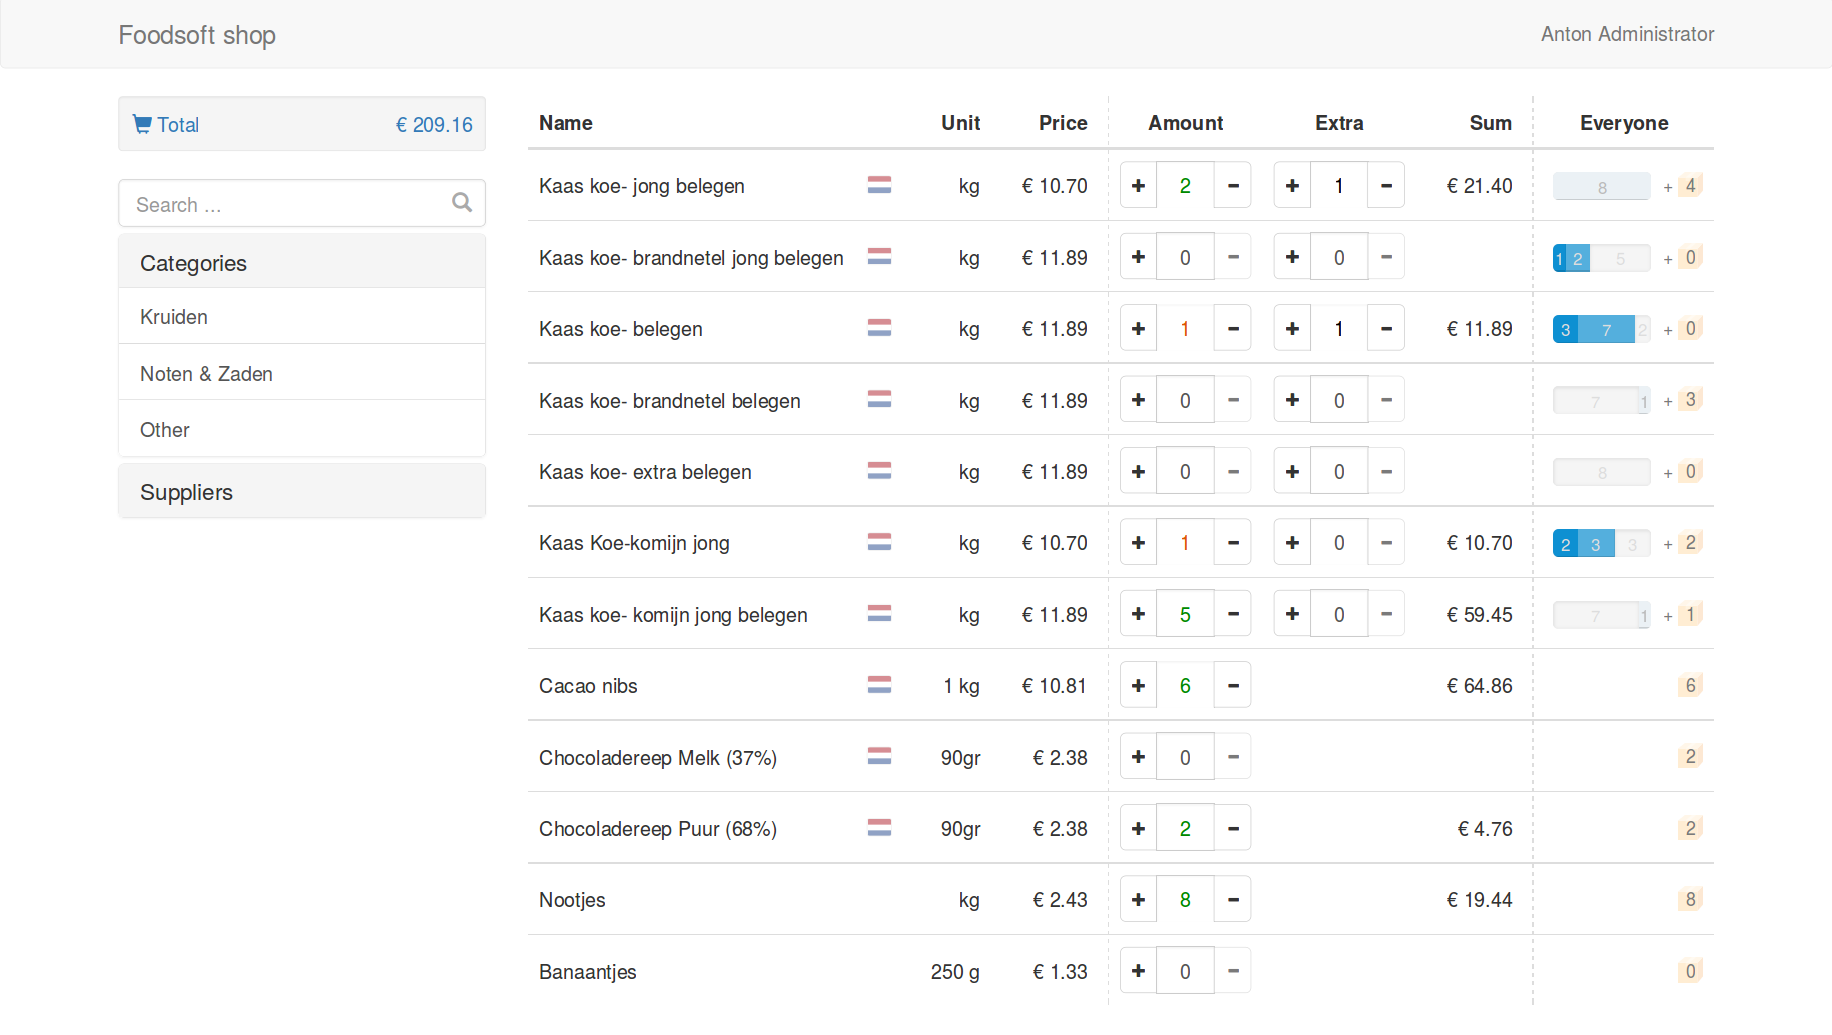 Foodsoft shop Anton Administrator
Total € 209.16
Search ...
Categories
Kruiden
Noten & Zaden
Other
Suppliers
Name Unit Price Amount Extra Sum Everyone
Kaas koe- jong belegen kg € 10.70 + 2 - + 1 - € 21.40 8 + 4
Kaas koe- brandnetel jong belegen kg € 11.89 + 0 - + 0 - 1 2 5 + 0
Kaas koe- belegen kg € 11.89 + 1 - + 1 - € 11.89 3 7 2 + 0
Kaas koe- brandnetel belegen kg € 11.89 + 0 - + 0 - 7 1 + 3
Kaas koe- extra belegen kg € 11.89 + 0 - + 0 - 8 + 0
Kaas Koe-komijn jong kg € 10.70 + 1 - + 0 - € 10.70 2 3 3 + 2
Kaas koe- komijn jong belegen kg € 11.89 + 5 - + 0 - € 59.45 7 1 + 1
Cacao nibs 1 kg € 10.81 + 6 - € 64.86 6
Chocoladereep Melk (37%) 90gr € 2.38 + 0 - 2
Chocoladereep Puur (68%) 90gr € 2.38 + 2 - € 4.76 2
Nootjes kg € 2.43 + 8 - € 19.44 8
Banaantjes 250 g € 1.33 + 0 - 0